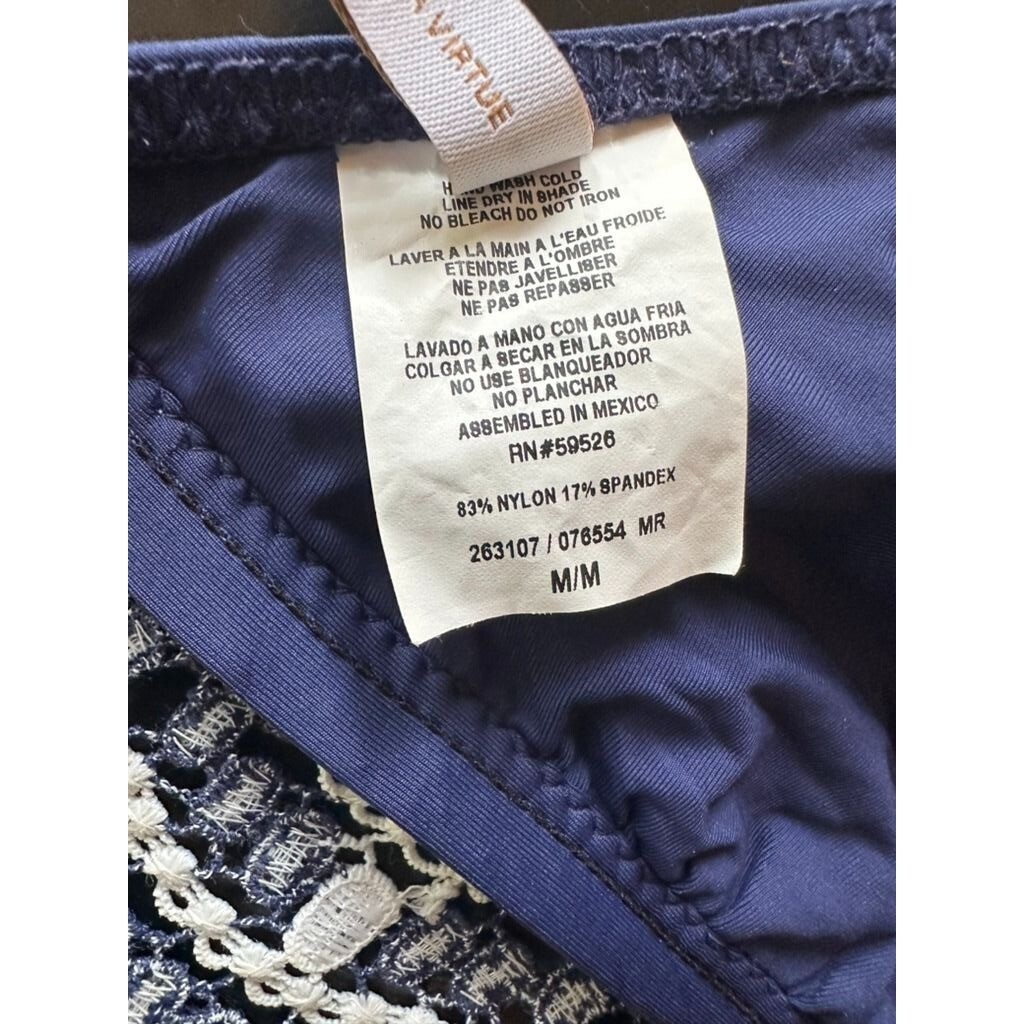 A VIRTUE
HAND WASH COLD
LINE DRY IN SHADE
NO BLEACH DO NOT IRON
LAVER A LA MAIN A L'EAU FROIDE
ETENDRE A L'OMBRE
NE PAS JAVELLISER
NE PAS REPASSER
LAVADO A MANO CON AGUA FRIA
COLGAR A SECAR EN LA SOMBRA
NO USE BLANQUEADOR
NO PLANCHAR
ASSEMBLED IN MEXICO
RN#59526
83% NYLON 17% SPANDEX
263107 / 076554 MR
M/M